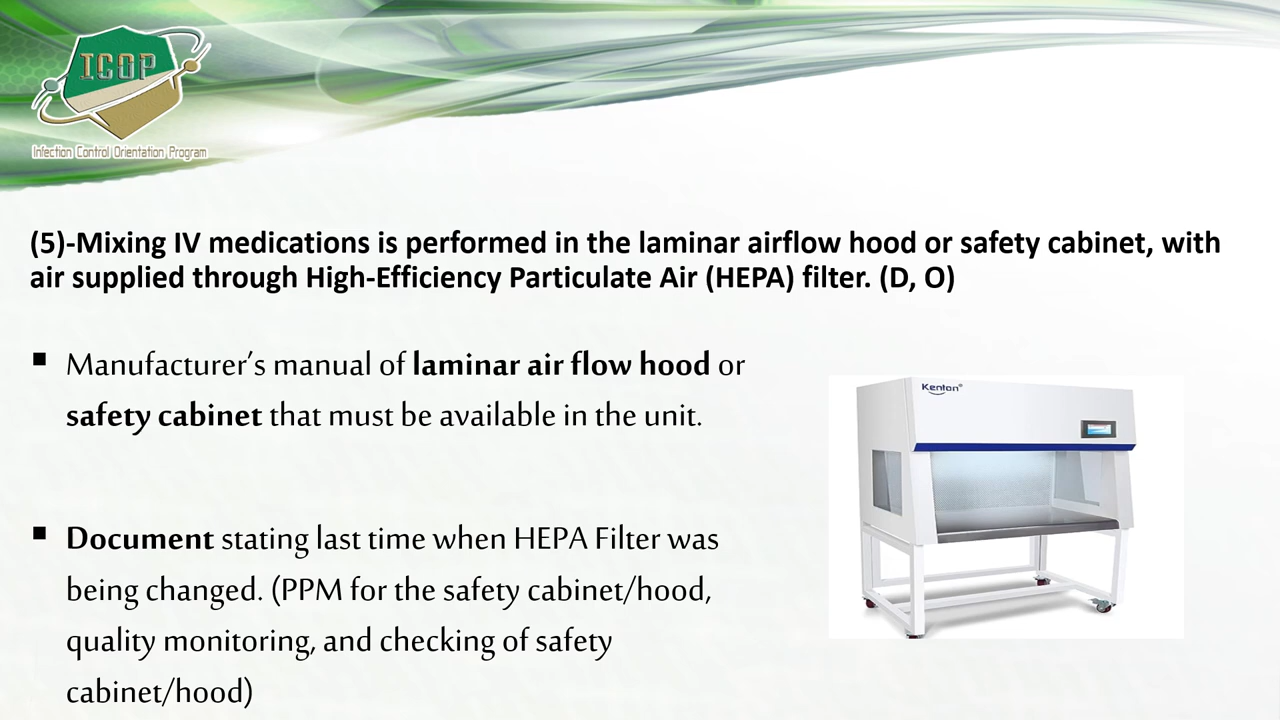 ICOP
Infection Control Orientation Program
(5)-Mixing IV medications is performed in the laminar airflow hood or safety cabinet, with
air supplied through High-Efficiency Particulate Air (HEPA) filter. (D, O)
▪ Manufacturer’s manual of laminar air flow hood or
safety cabinet that must be available in the unit.
Kenton®
▪ Document stating last time when HEPA Filter was
being changed. (PPM for the safety cabinet/hood,
quality monitoring, and checking of safety
cabinet/hood)